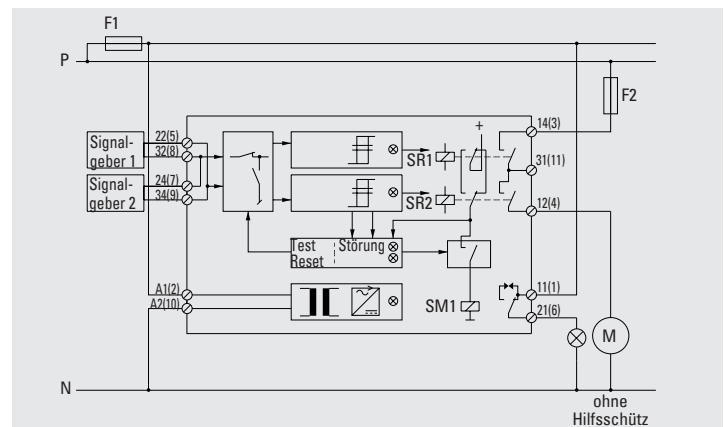 F1
P
F2
14(3)
Signal-
geber 1
22(5)
32(8)
+
SR1
31(11)
Signal-
geber 2
24(7)
34(9)
SR2
12(4)
Test
Reset
Störung
A1(2)
A2(10)
11(1)
SM1
21(6)
M
N
ohne
Hilfsschütz